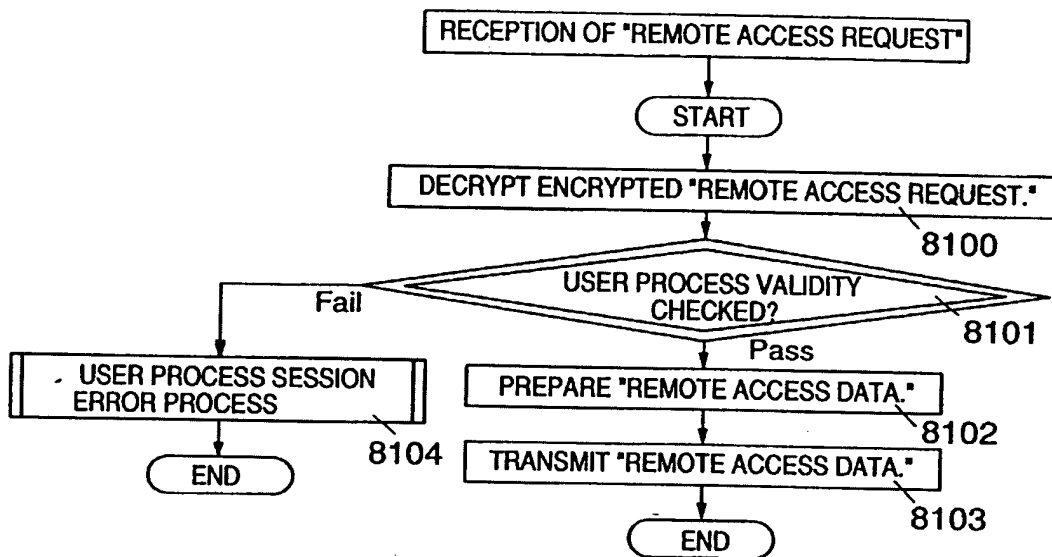 RECEPTION OF "REMOTE ACCESS REQUEST"
START
DECRYPT ENCRYPTED "REMOTE ACCESS REQUEST."
8100
USER PROCESS VALIDITY
CHECKED?
8101
Fail
Pass
USER PROCESS SESSION
ERROR PROCESS
8104
END
PREPARE "REMOTE ACCESS DATA."
8102
TRANSMIT "REMOTE ACCESS DATA."
8103
END